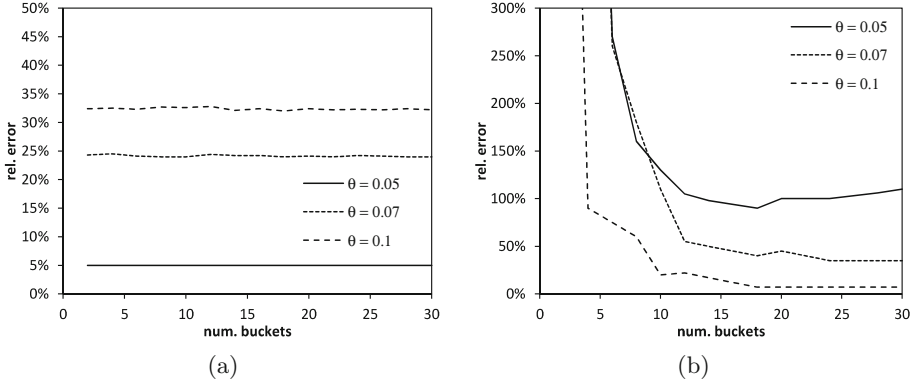 50%
45%
40%
35%
30%
25%
20%
15%
10%
5%
0%
rel. error
0 5 10 15 20 25 30
num. buckets
θ = 0.05
θ = 0.07
θ = 0.1
(a)
300%
250%
200%
150%
100%
50%
0%
rel. error
0 5 10 15 20 25 30
num. buckets
θ = 0.05
θ = 0.07
θ = 0.1
(b)